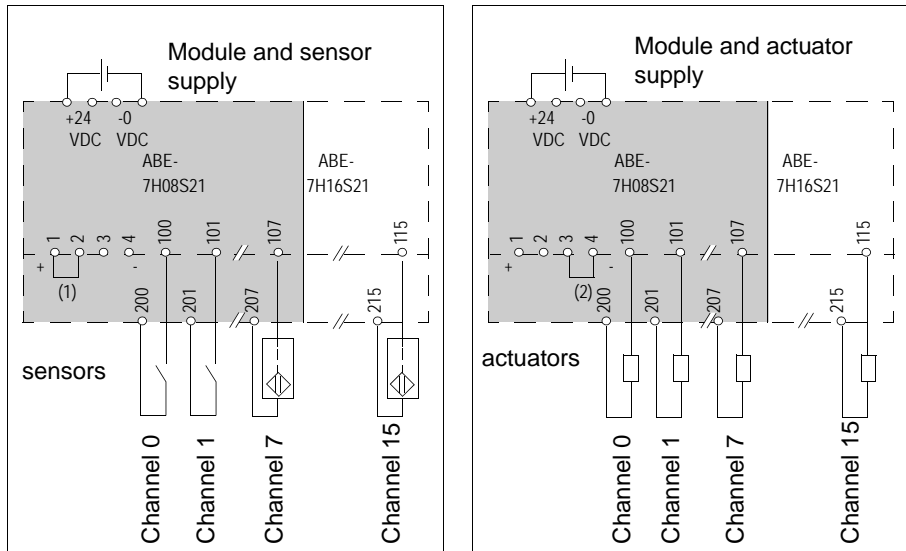 Module and sensor
supply
+24 -0
VDC VDC
ABE- ABE-
7H08S21 7H16S21
1 2 3 4 100 101 107 115
+ -
(1)
200 201 207 215
sensors
Channel 0
Channel 1
Channel 7
Channel 15
Module and actuator
supply
+24 -0
VDC VDC
ABE- ABE-
7H08S21 7H16S21
1 2 3 4 100 101 107 115
+ -
(2)
200 201 207 215
actuators
Channel 0
Channel 1
Channel 7
Channel 15